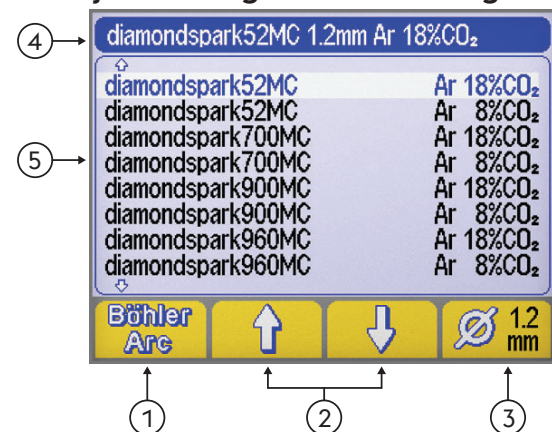 4
diamondspark52MC 1.2mm Ar 18%CO₂
5
diamondspark52MC Ar 18%CO₂
diamondspark52MC Ar 8%CO₂
diamondspark700MC Ar 18%CO₂
diamondspark700MC Ar 8%CO₂
diamondspark900MC Ar 18%CO₂
diamondspark900MC Ar 8%CO₂
diamondspark960MC Ar 18%CO₂
diamondspark960MC Ar 8%CO₂
Böhler
Arc
Ø 1.2
mm
1
2
3